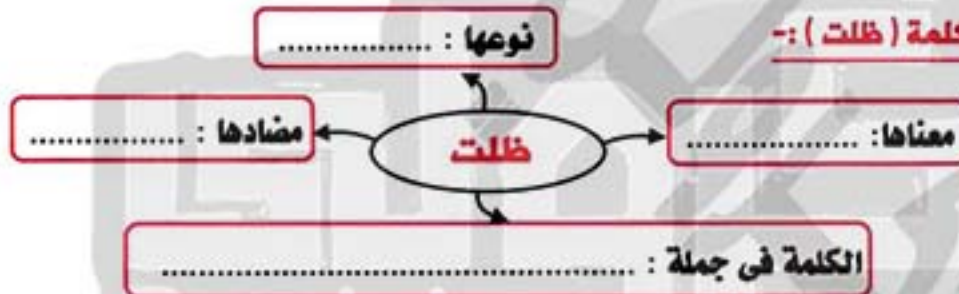 كلمة ( ظلت ) :-
نوعها : ................
معناها: ..................
ظلت
مضادها : ................
الكلمة فى جملة : ..................................................